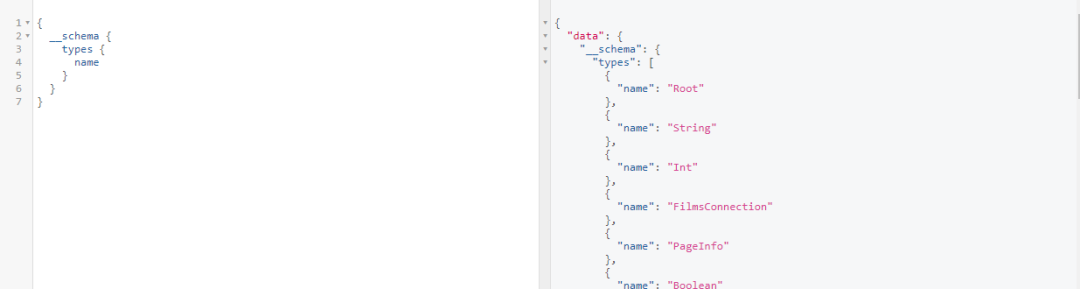 1 {
2 __schema {
3 types {
4 name
5 }
6 }
7 }
{
"data": {
"__schema": {
"types": [
{
"name": "Root"
},
{
"name": "String"
},
{
"name": "Int"
},
{
"name": "FilmsConnection"
},
{
"name": "PageInfo"
},
{
"name": "Boolean"